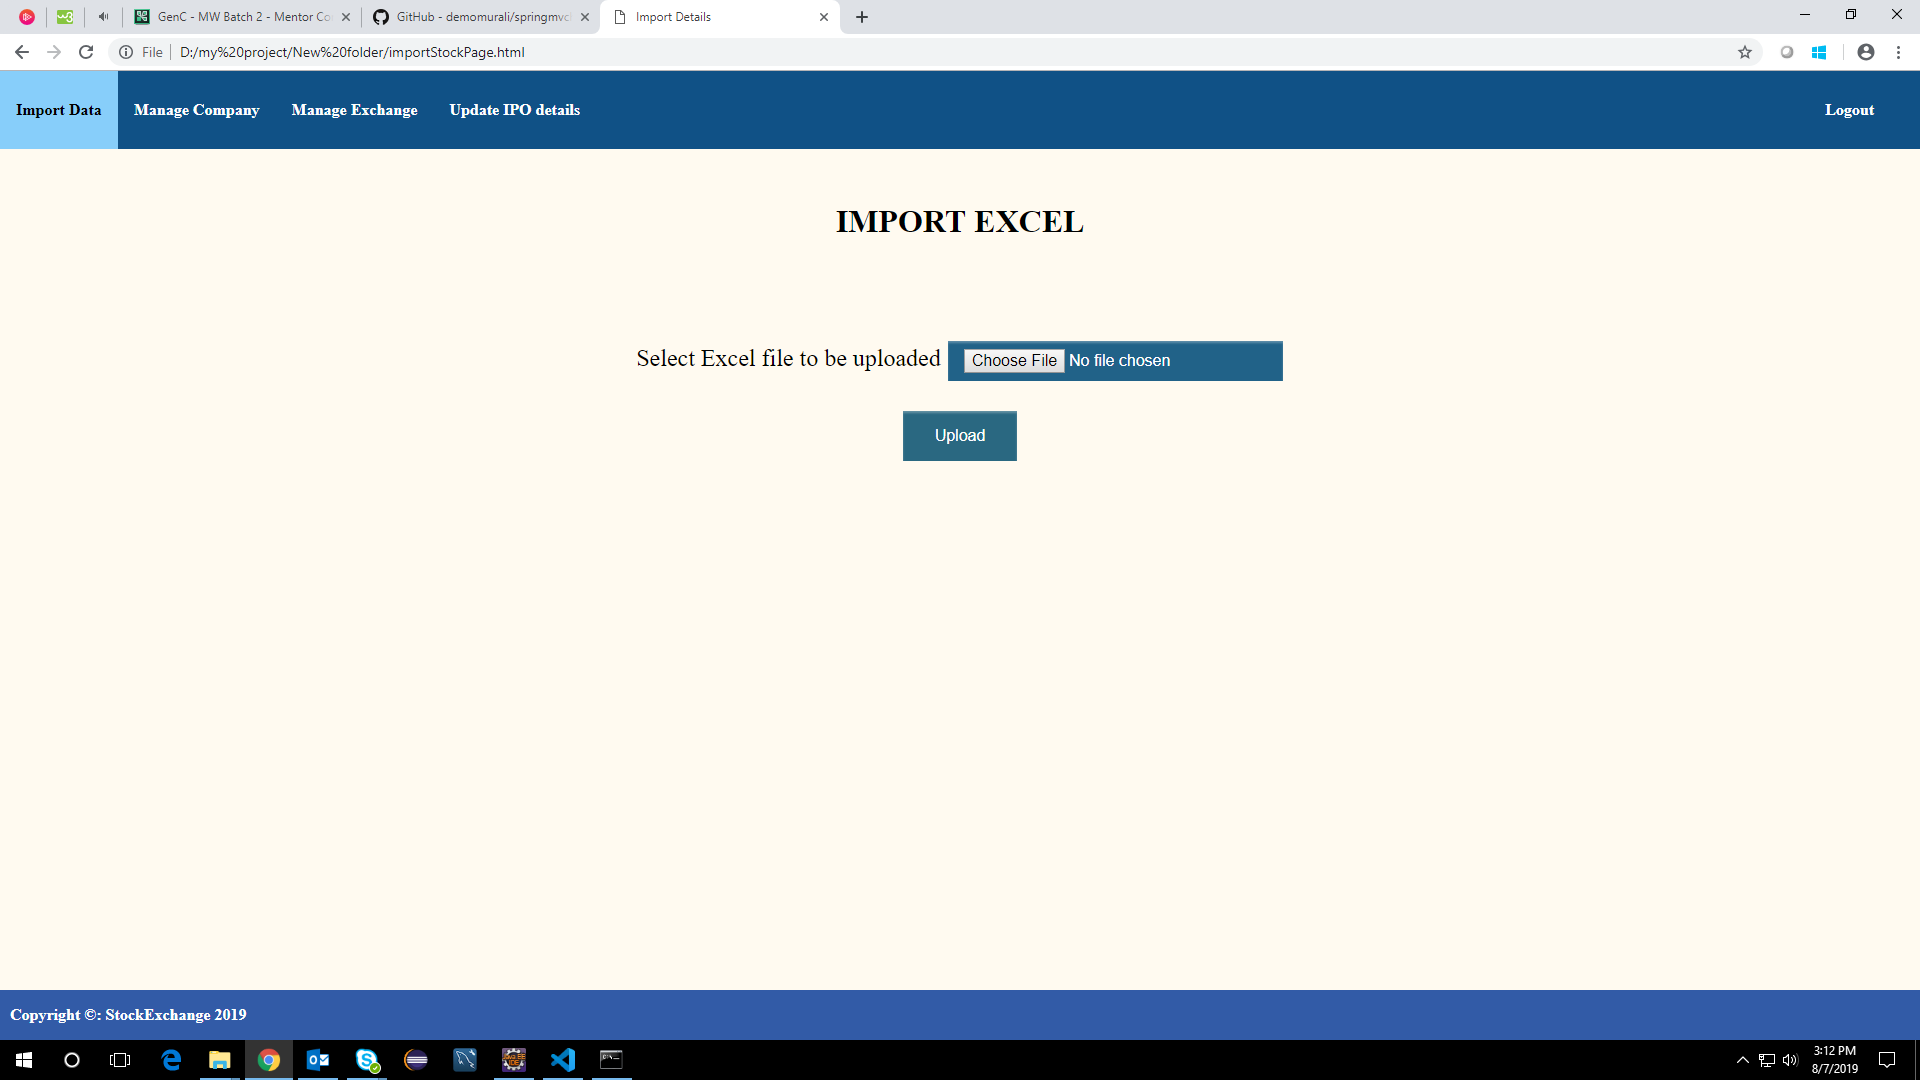 GenC - MW Batch 2 - Mentor Co
GitHub - demomurali/springmvc
Import Details
File
D:/my%20project/New%20folder/importStockPage.html
Import Data
Manage Company
Manage Exchange
Update IPO details
Logout
IMPORT EXCEL
Select Excel file to be uploaded
Choose File
No file chosen
Upload
Copyright ©: StockExchange 2019
3:12 PM
8/7/2019